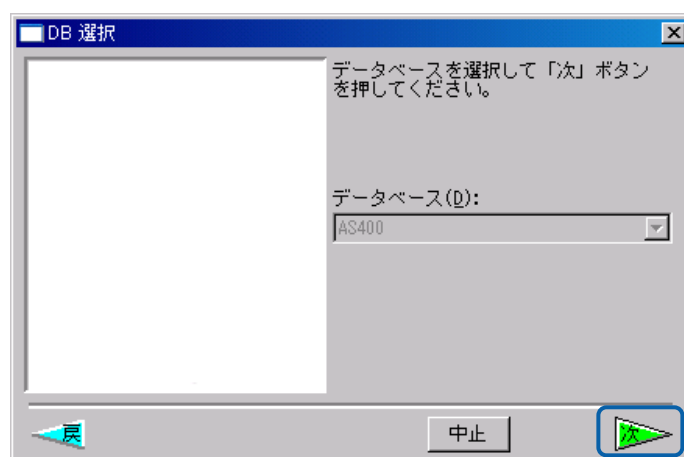 DB 選択
データベースを選択して「次」ボタン
を押してください。
データベース(D):
AS400
戻
中止
次